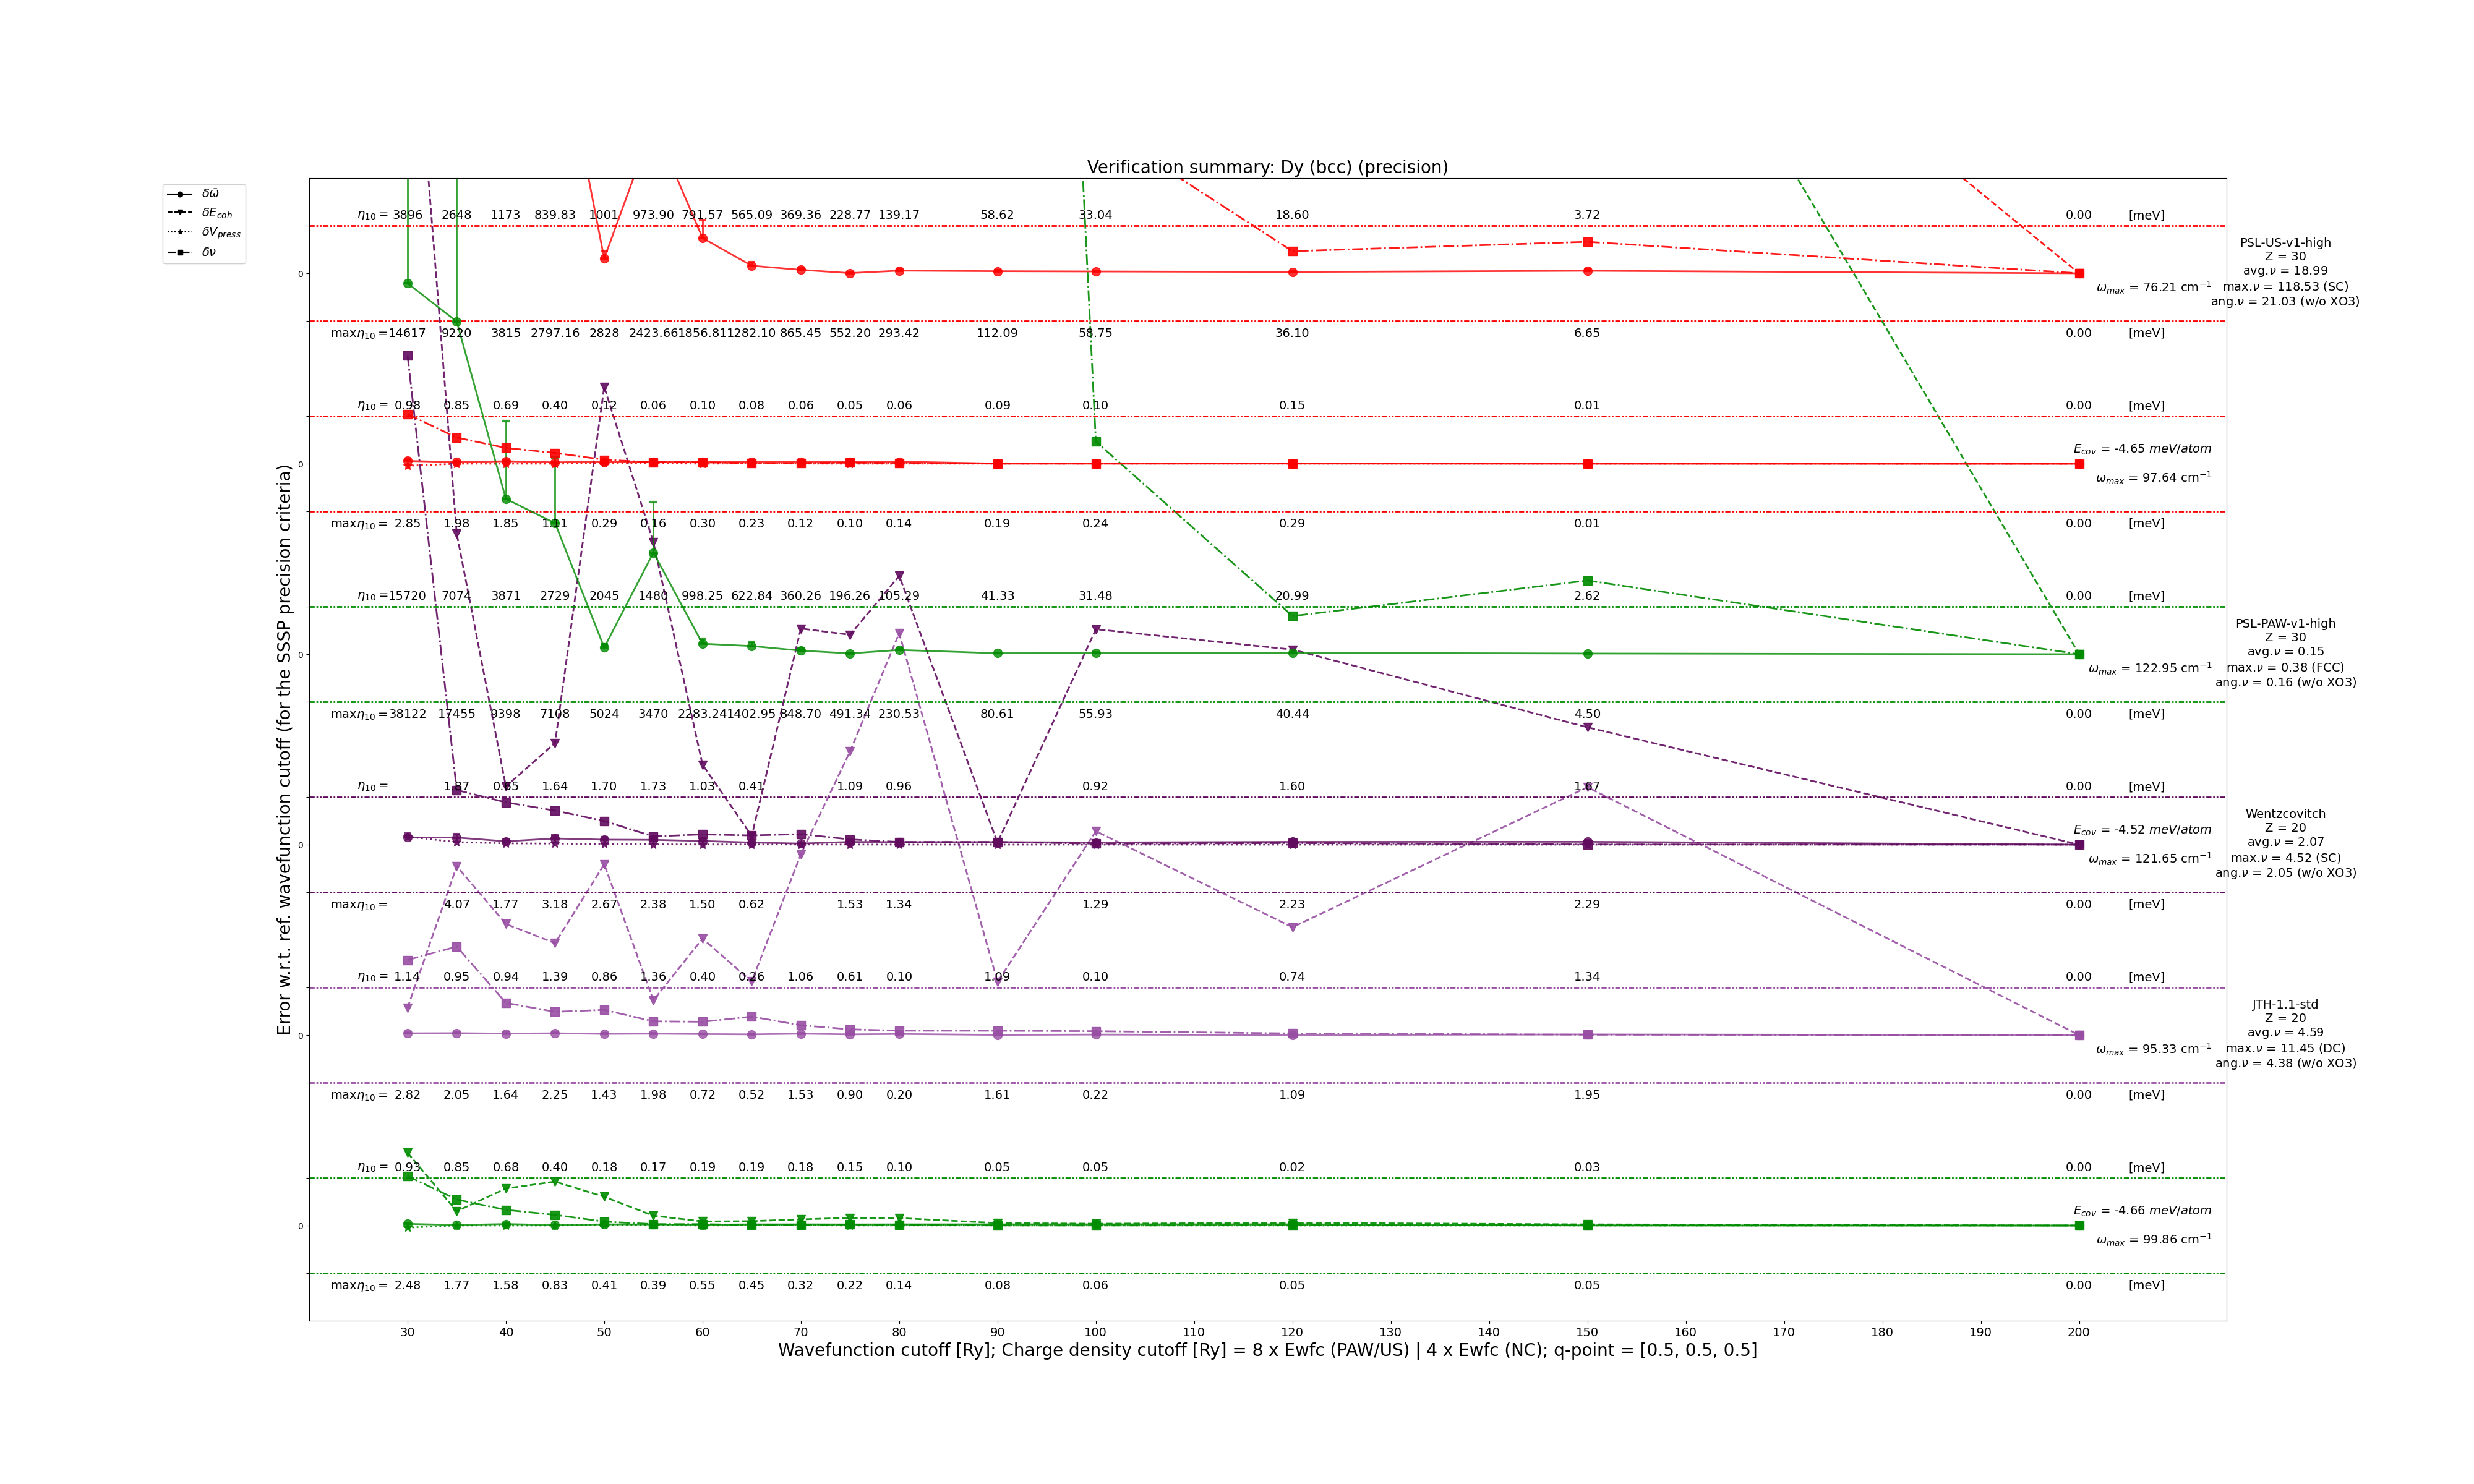 Verification summary: Dy (bcc) (precision)
δω̄
δE_coh
δV_press
δν
Error w.r.t. ref. wavefunction cutoff (for the SSSP precision criteria)
η₁₀ = 3896 2648 1173 839.83 1001 973.90 791.57 565.09 369.36 228.77 139.17 58.62 33.04 18.60 3.72 0.00 [meV]
0
PSL-US-v1-high
Z = 30
avg.ν = 18.99
ω_max = 76.21 cm⁻¹ max.ν = 118.53 (SC)
ang.ν = 21.03 (w/o XO3)
maxη₁₀ = 14617 9220 3815 2797.16 2828 2423.66 1856.81 1282.10 865.45 552.20 293.42 112.09 58.75 36.10 6.65 0.00 [meV]
η₁₀ = 0.98 0.85 0.69 0.40 0.12 0.06 0.10 0.08 0.06 0.05 0.06 0.09 0.10 0.15 0.01 0.00 [meV]
E_cov = -4.65 meV/atom
0
ω_max = 97.64 cm⁻¹
maxη₁₀ = 2.85 1.98 1.85 0.29 0.16 0.30 0.23 0.12 0.10 0.14 0.19 0.24 0.29 0.01 0.00 [meV]
η₁₀ = 15720 7074 3871 2729 2045 1480 998.25 622.84 360.26 196.26 105.29 41.33 31.48 20.99 2.62 0.00 [meV]
PSL-PAW-v1-high
Z = 30
avg.ν = 0.15
0
ω_max = 122.95 cm⁻¹ max.ν = 0.38 (FCC)
ang.ν = 0.16 (w/o XO3)
maxη₁₀ = 38122 17455 9398 7108 5024 3470 2283.24 1402.95 848.70 491.34 230.53 80.61 55.93 40.44 4.50 0.00 [meV]
η₁₀ = 1.87 1.64 1.70 1.73 1.03 0.41 1.09 0.96 0.92 1.60 1.67 0.00 [meV]
Wentzcovitch
Z = 20
E_cov = -4.52 meV/atom
avg.ν = 2.07
0
ω_max = 121.65 cm⁻¹ max.ν = 4.52 (SC)
ang.ν = 2.05 (w/o XO3)
maxη₁₀ = 4.07 1.77 3.18 2.67 2.38 1.50 0.62 1.53 1.34 1.29 2.23 2.29 0.00 [meV]
η₁₀ = 1.14 0.95 0.94 1.39 0.86 1.36 0.40 0.26 1.06 0.61 0.10 1.09 0.10 0.74 1.34 0.00 [meV]
JTH-1.1-std
Z = 20
avg.ν = 4.59
0
ω_max = 95.33 cm⁻¹ max.ν = 11.45 (DC)
ang.ν = 4.38 (w/o XO3)
maxη₁₀ = 2.82 2.05 1.64 2.25 1.43 1.98 0.72 0.52 1.53 0.90 0.20 1.61 0.22 1.09 1.95 0.00 [meV]
η₁₀ = 0.93 0.85 0.68 0.40 0.18 0.17 0.19 0.19 0.18 0.15 0.10 0.05 0.05 0.02 0.03 0.00 [meV]
E_cov = -4.66 meV/atom
0
ω_max = 99.86 cm⁻¹
maxη₁₀ = 2.48 1.77 1.58 0.83 0.41 0.39 0.55 0.45 0.32 0.22 0.14 0.08 0.06 0.05 0.05 0.00 [meV]
30 40 50 60 70 80 90 100 110 120 130 140 150 160 170 180 190 200
Wavefunction cutoff [Ry]; Charge density cutoff [Ry] = 8 x Ewfc (PAW/US) | 4 x Ewfc (NC); q-point = [0.5, 0.5, 0.5]